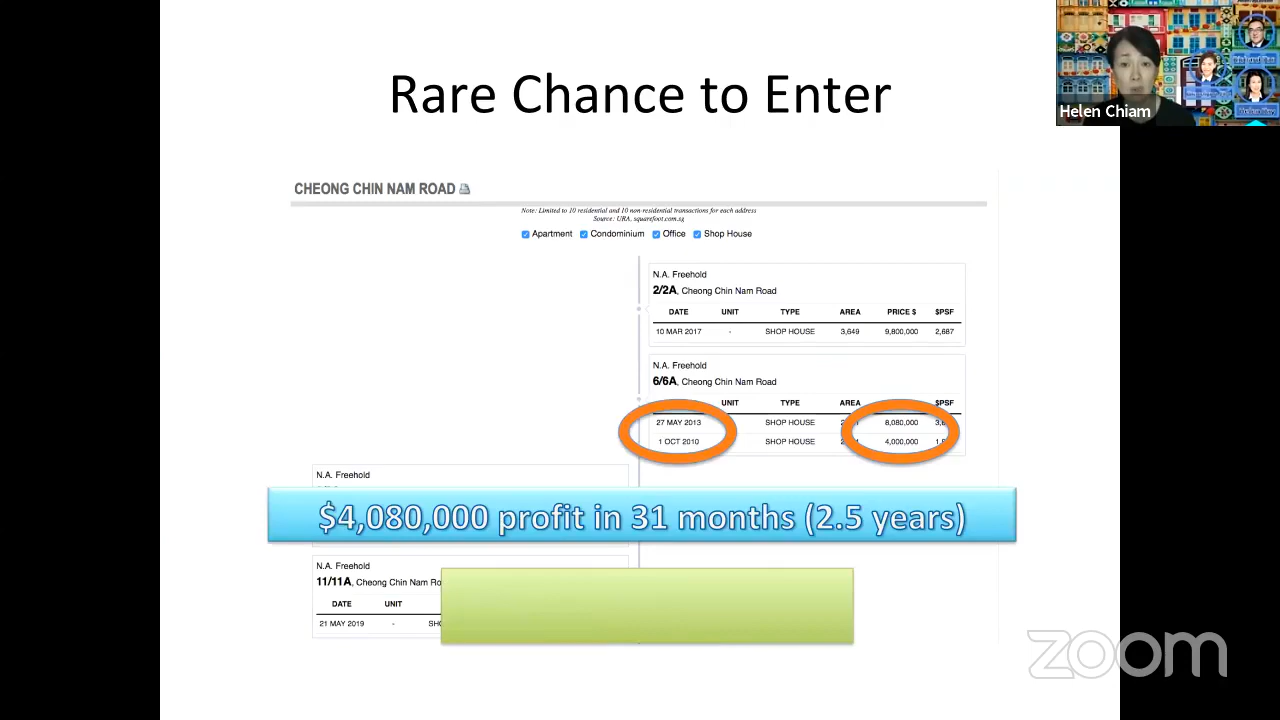 Rare Chance to Enter
Helen Chiam
CHEONG CHIN NAM ROAD
Note: Limited to 10 residential and 10 non-residential transactions for each address
Source: URA, squarefoot.com.sg
Apartment Condominium Office Shop House
N.A. Freehold
2/2A, Cheong Chin Nam Road
DATE UNIT TYPE AREA PRICE $ $PSF
10 MAR 2017 - SHOP HOUSE 3,649 9,800,000 2,687
N.A. Freehold
6/6A, Cheong Chin Nam Road
UNIT TYPE $PSF
27 MAY 2013 SHOP HOUSE 8,080,000
1 OCT 2010 SHOP HOUSE 4,000,000
N.A. Freehold
$4,080,000 profit in 31 months (2.5 years)
N.A. Freehold
11/11A, Cheong Chin Nam
DATE UNIT
21 MAY 2019 -
zoom